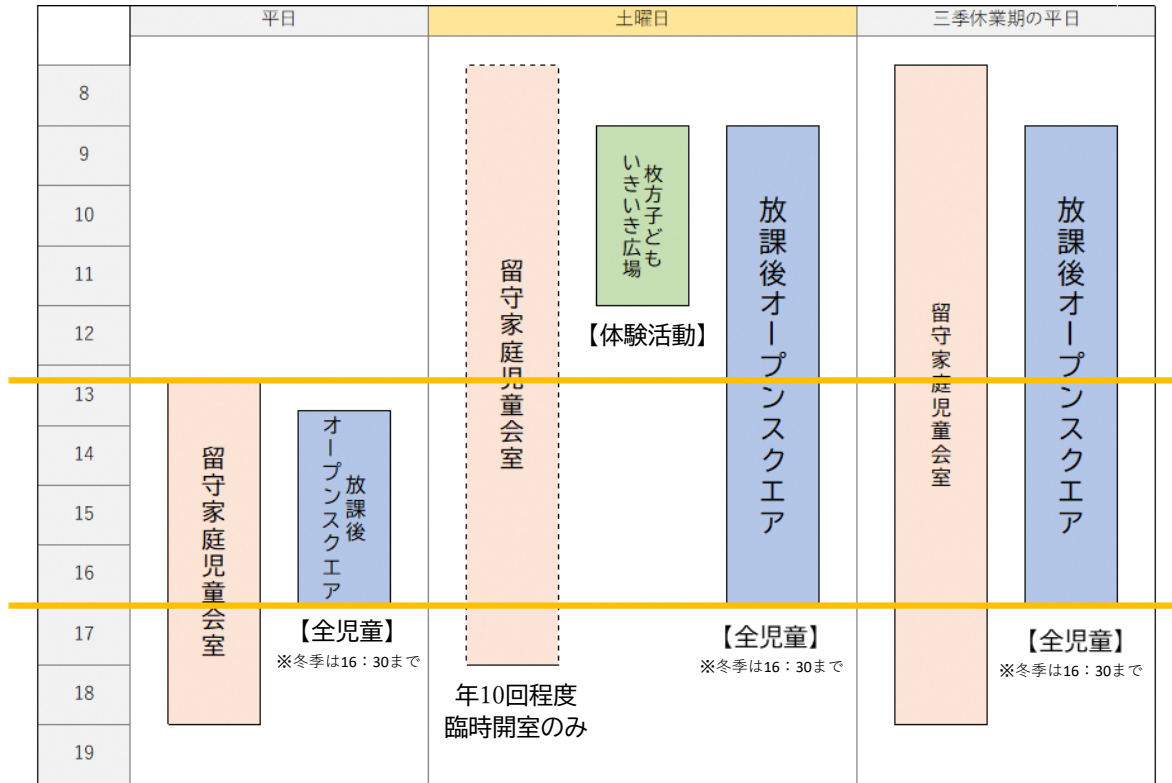 平日
土曜日
三季休業期の平日
8
9
10
11
12
13
14
15
16
17
18
19
留守家庭児童会室
放課後
オープンスクエア
【全児童】
※冬季は16：30まで
留守家庭児童会室
年10回程度
臨時開室のみ
枚方子ども
いきいき広場
【体験活動】
放課後オープンスクエア
【全児童】
※冬季は16：30まで
留守家庭児童会室
放課後オープンスクエア
【全児童】
※冬季は16：30まで